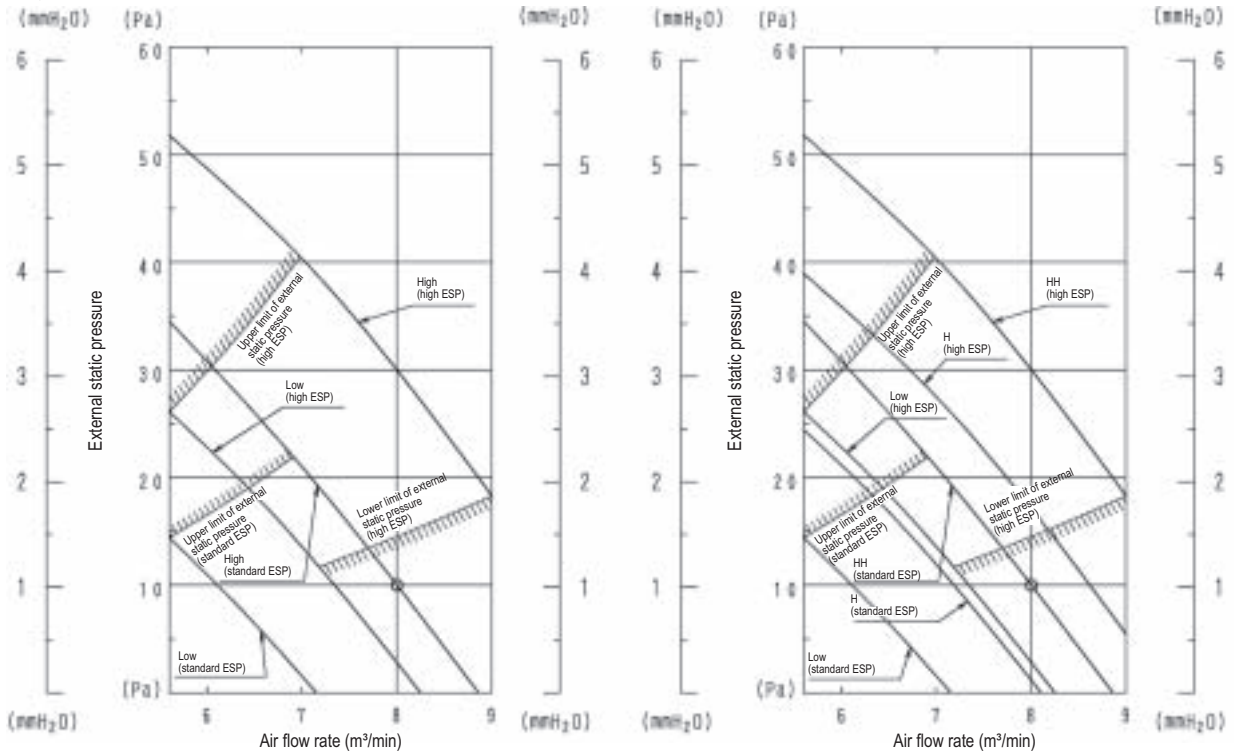 (mmH₂O) (Pa) (mmH₂O)
6 60 6
5 50 5
4 40 4
3 30 3
2 20 2
1 10 1
(Pa)
(mmH₂O) 6 7 8 9 (mmH₂O)
External static pressure
Air flow rate (m³/min)
High
(high ESP)
Upper limit of external
static pressure
(high ESP)
Low
(high ESP)
Lower limit of external
static pressure
(high ESP)
Upper limit of external
static pressure
(standard ESP)
High
(standard ESP)
Low
(standard ESP)
(mmH₂O) (Pa) (mmH₂O)
6 60 6
5 50 5
4 40 4
3 30 3
2 20 2
1 10 1
(Pa)
(mmH₂O) 6 7 8 9 (mmH₂O)
External static pressure
Air flow rate (m³/min)
HH
(high ESP)
Upper limit of external
static pressure
(high ESP)
H
(high ESP)
Low
(high ESP)
Lower limit of external
static pressure
(high ESP)
Upper limit of external
static pressure
(standard ESP)
HH
(standard ESP)
H
(standard ESP)
Low
(standard ESP)